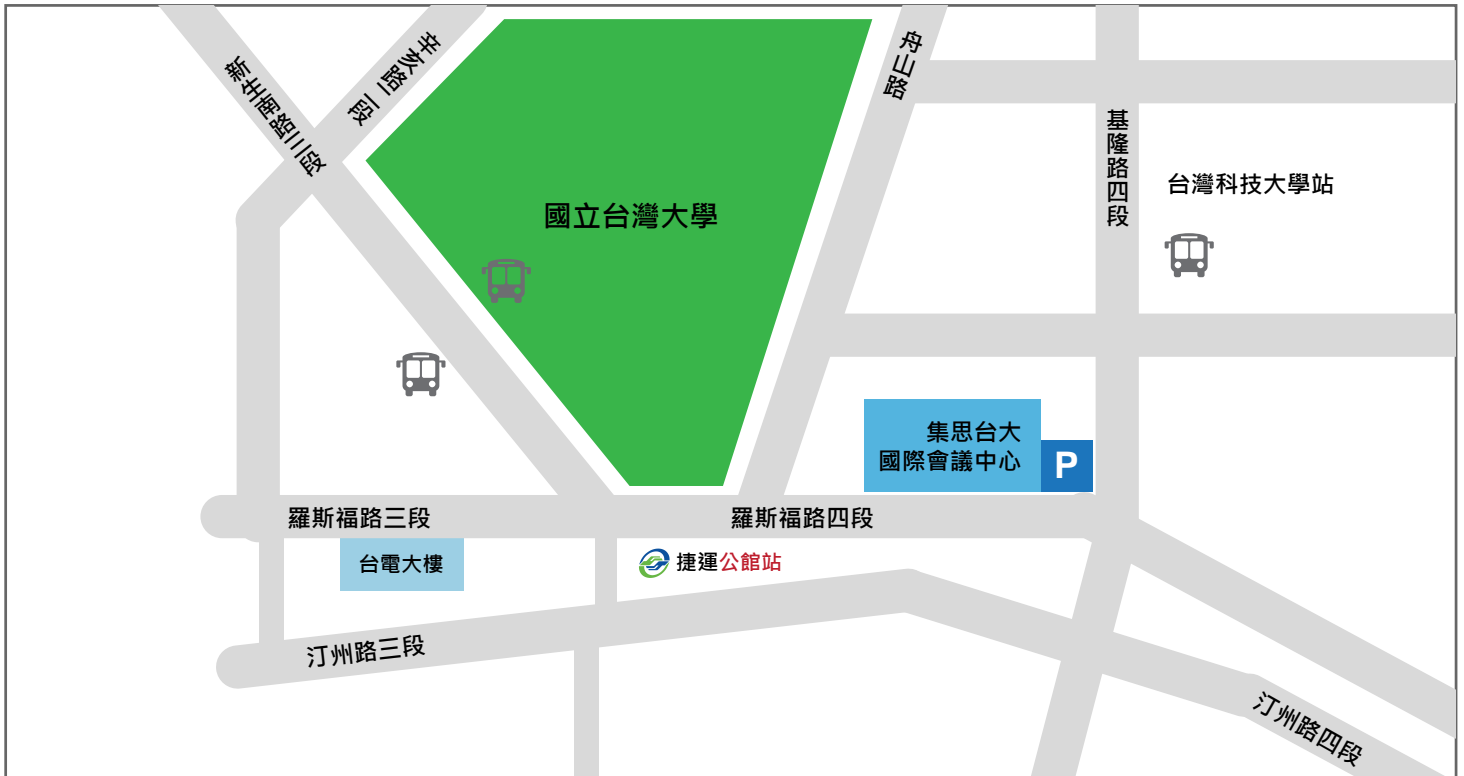 辛亥路二段
新生南路三段
舟山路
基隆路四段
台灣科技大學站
國立台灣大學
集思台大
國際會議中心
P
羅斯福路三段
羅斯福路四段
台電大樓
捷運公館站
汀州路三段
汀州路四段